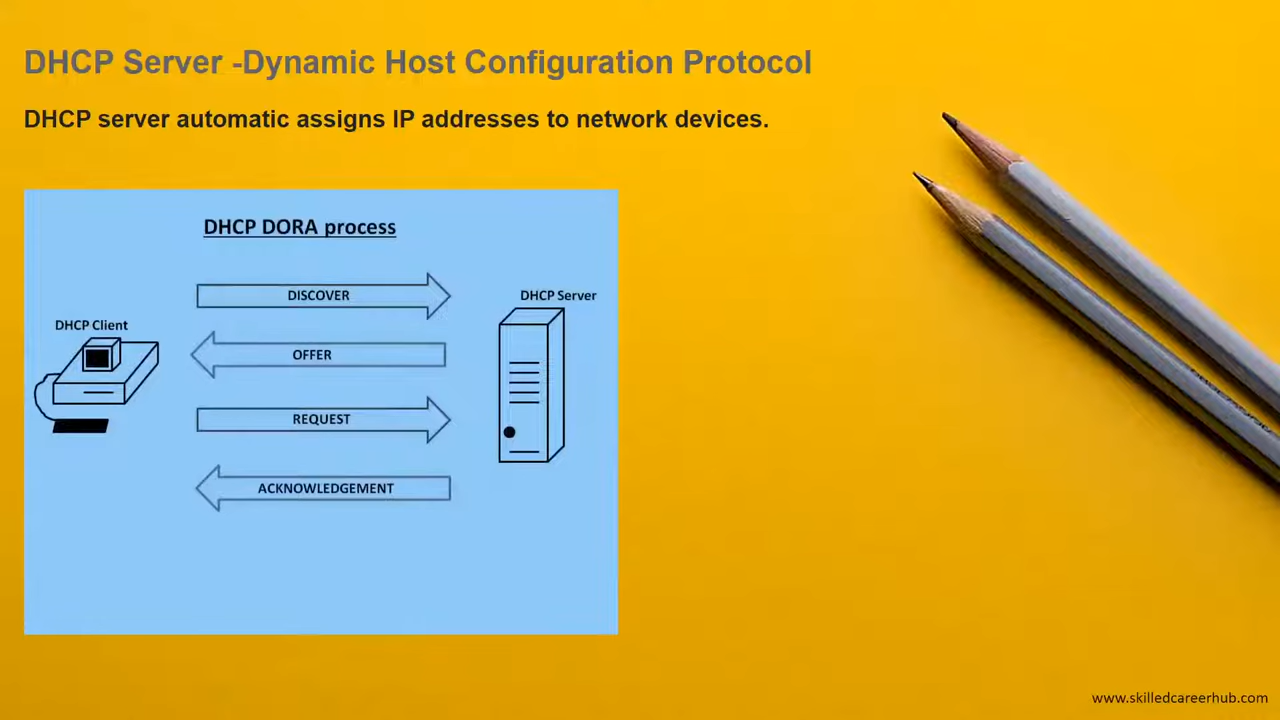 DHCP Server -Dynamic Host Configuration Protocol
DHCP server automatic assigns IP addresses to network devices.
DHCP DORA process
DISCOVER
DHCP Server
DHCP Client
OFFER
REQUEST
ACKNOWLEDGEMENT
www.skilledcareerhub.com